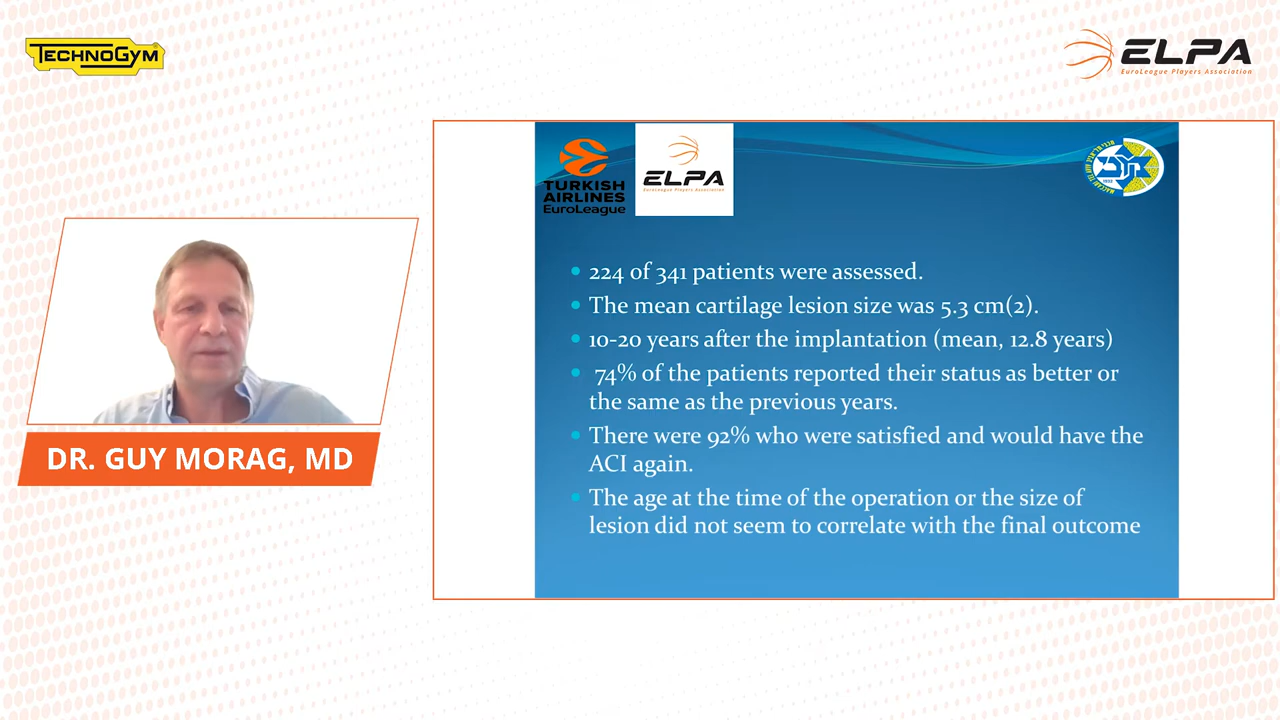 TECHNOGYM
ELPA
EuroLeague Players Association
TURKISH
AIRLINES
EuroLeague
ELPA
EuroLeague Players Association
224 of 341 patients were assessed.
The mean cartilage lesion size was 5.3 cm(2).
10-20 years after the implantation (mean, 12.8 years)
74% of the patients reported their status as better or
the same as the previous years.
There were 92% who were satisfied and would have the
ACI again.
The age at the time of the operation or the size of
lesion did not seem to correlate with the final outcome
DR. GUY MORAG, MD